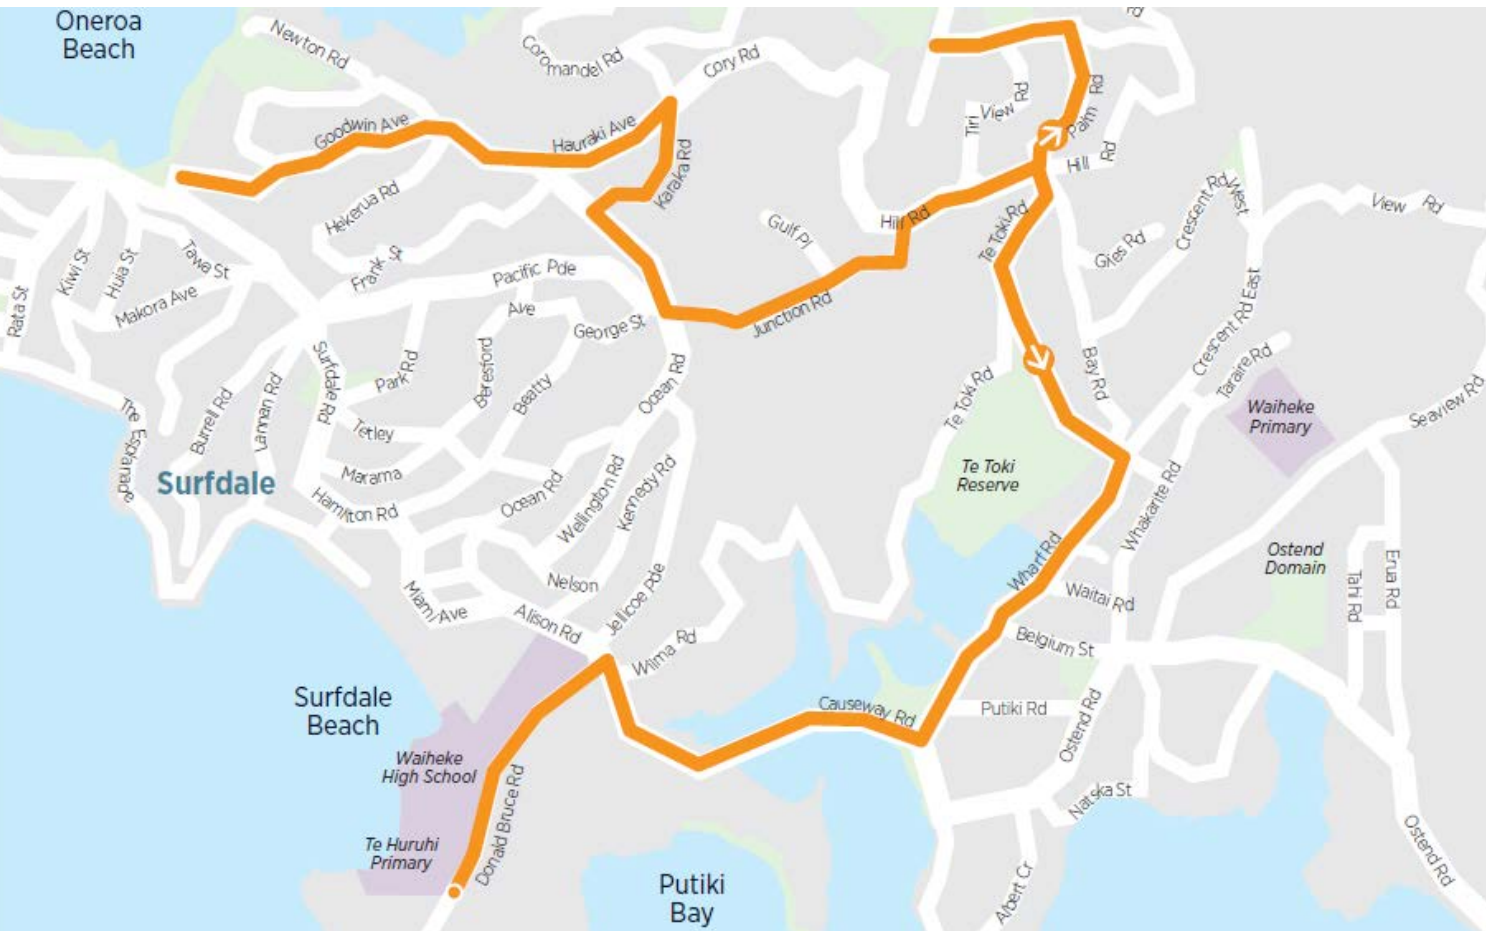 Oneroa
Beach
Newton Rd
Coromandel Rd
Cory Rd
Rd
Goodwin Ave
Hauraki Ave
Karaka Rd
Tiri
View
Rd
Palm Rd
Hill Rd
Hekerua Rd
Frank St
Pacific Pde
Gulf Pl
Hill Rd
Te Toki Rd
Gies Rd
Crescent Rd West
View Rd
Rata St
Kiwi St
Huia St
Tawa St
Makora Ave
Ave
George St
Junction Rd
Crescent Rd East
Surfdale Rd
Park Rd
Beresford
Beatty
Ocean Rd
Te Toki Rd
Bay Rd
Taraire Rd
Waiheke
Primary
Seaview Rd
The Esplanade
Burrell Rd
Lannan Rd
Tetley
Marama
Surfdale
Hamilton Rd
Ocean Rd
Wellington Rd
Kennedy Rd
Te Toki
Reserve
Whakarite Rd
Ostend
Domain
Wharf Rd
Miami Ave
Nelson
Alison Rd
Jellicoe Pde
Wilma Rd
Waitai Rd
Belgium St
Tahi Rd
Erua Rd
Surfdale
Beach
Causeway Rd
Putiki Rd
Ostend Rd
Waiheke
High School
Donald Bruce Rd
Te Huruhi
Primary
Putiki
Bay
Natzka St
Albert Cr
Ostend Rd